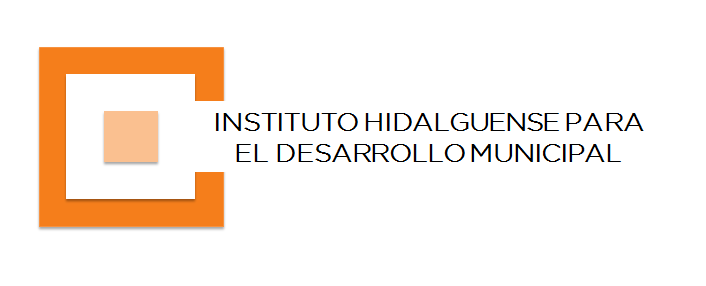 INSTITUTO HIDALGUENSE PARA
EL DESARROLLO MUNICIPAL